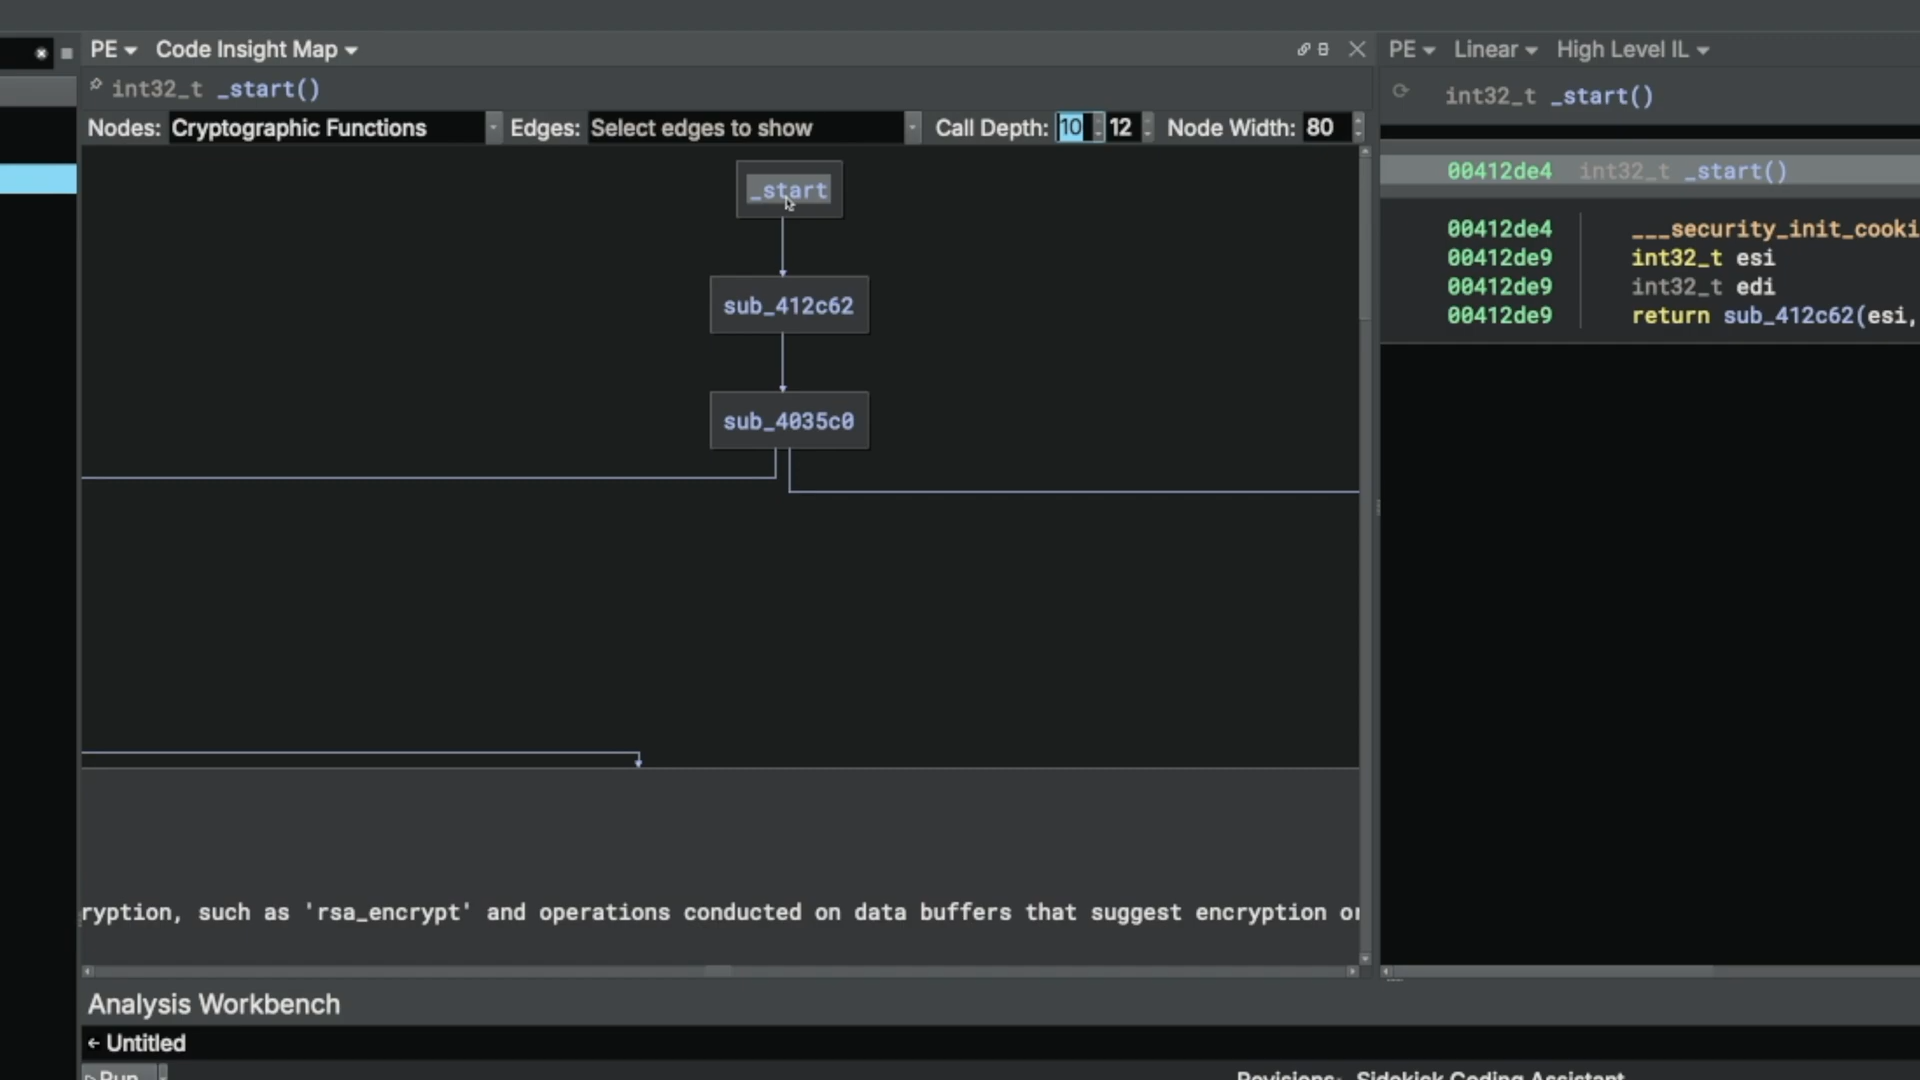 PE Code Insight Map
int32_t _start()
Nodes: Cryptographic Functions Edges: Select edges to show Call Depth: 10 12 Node Width: 80
_start
sub_412c62
sub_4035c0
ryption, such as 'rsa_encrypt' and operations conducted on data buffers that suggest encryption or
PE Linear High Level IL
int32_t _start()
00412de4 int32_t _start()
00412de4 ___security_init_cooki
00412de9 int32_t esi
00412de9 int32_t edi
00412de9 return sub_412c62(esi,
Analysis Workbench
← Untitled
Run
Revisions: Sidekick Coding Assistant